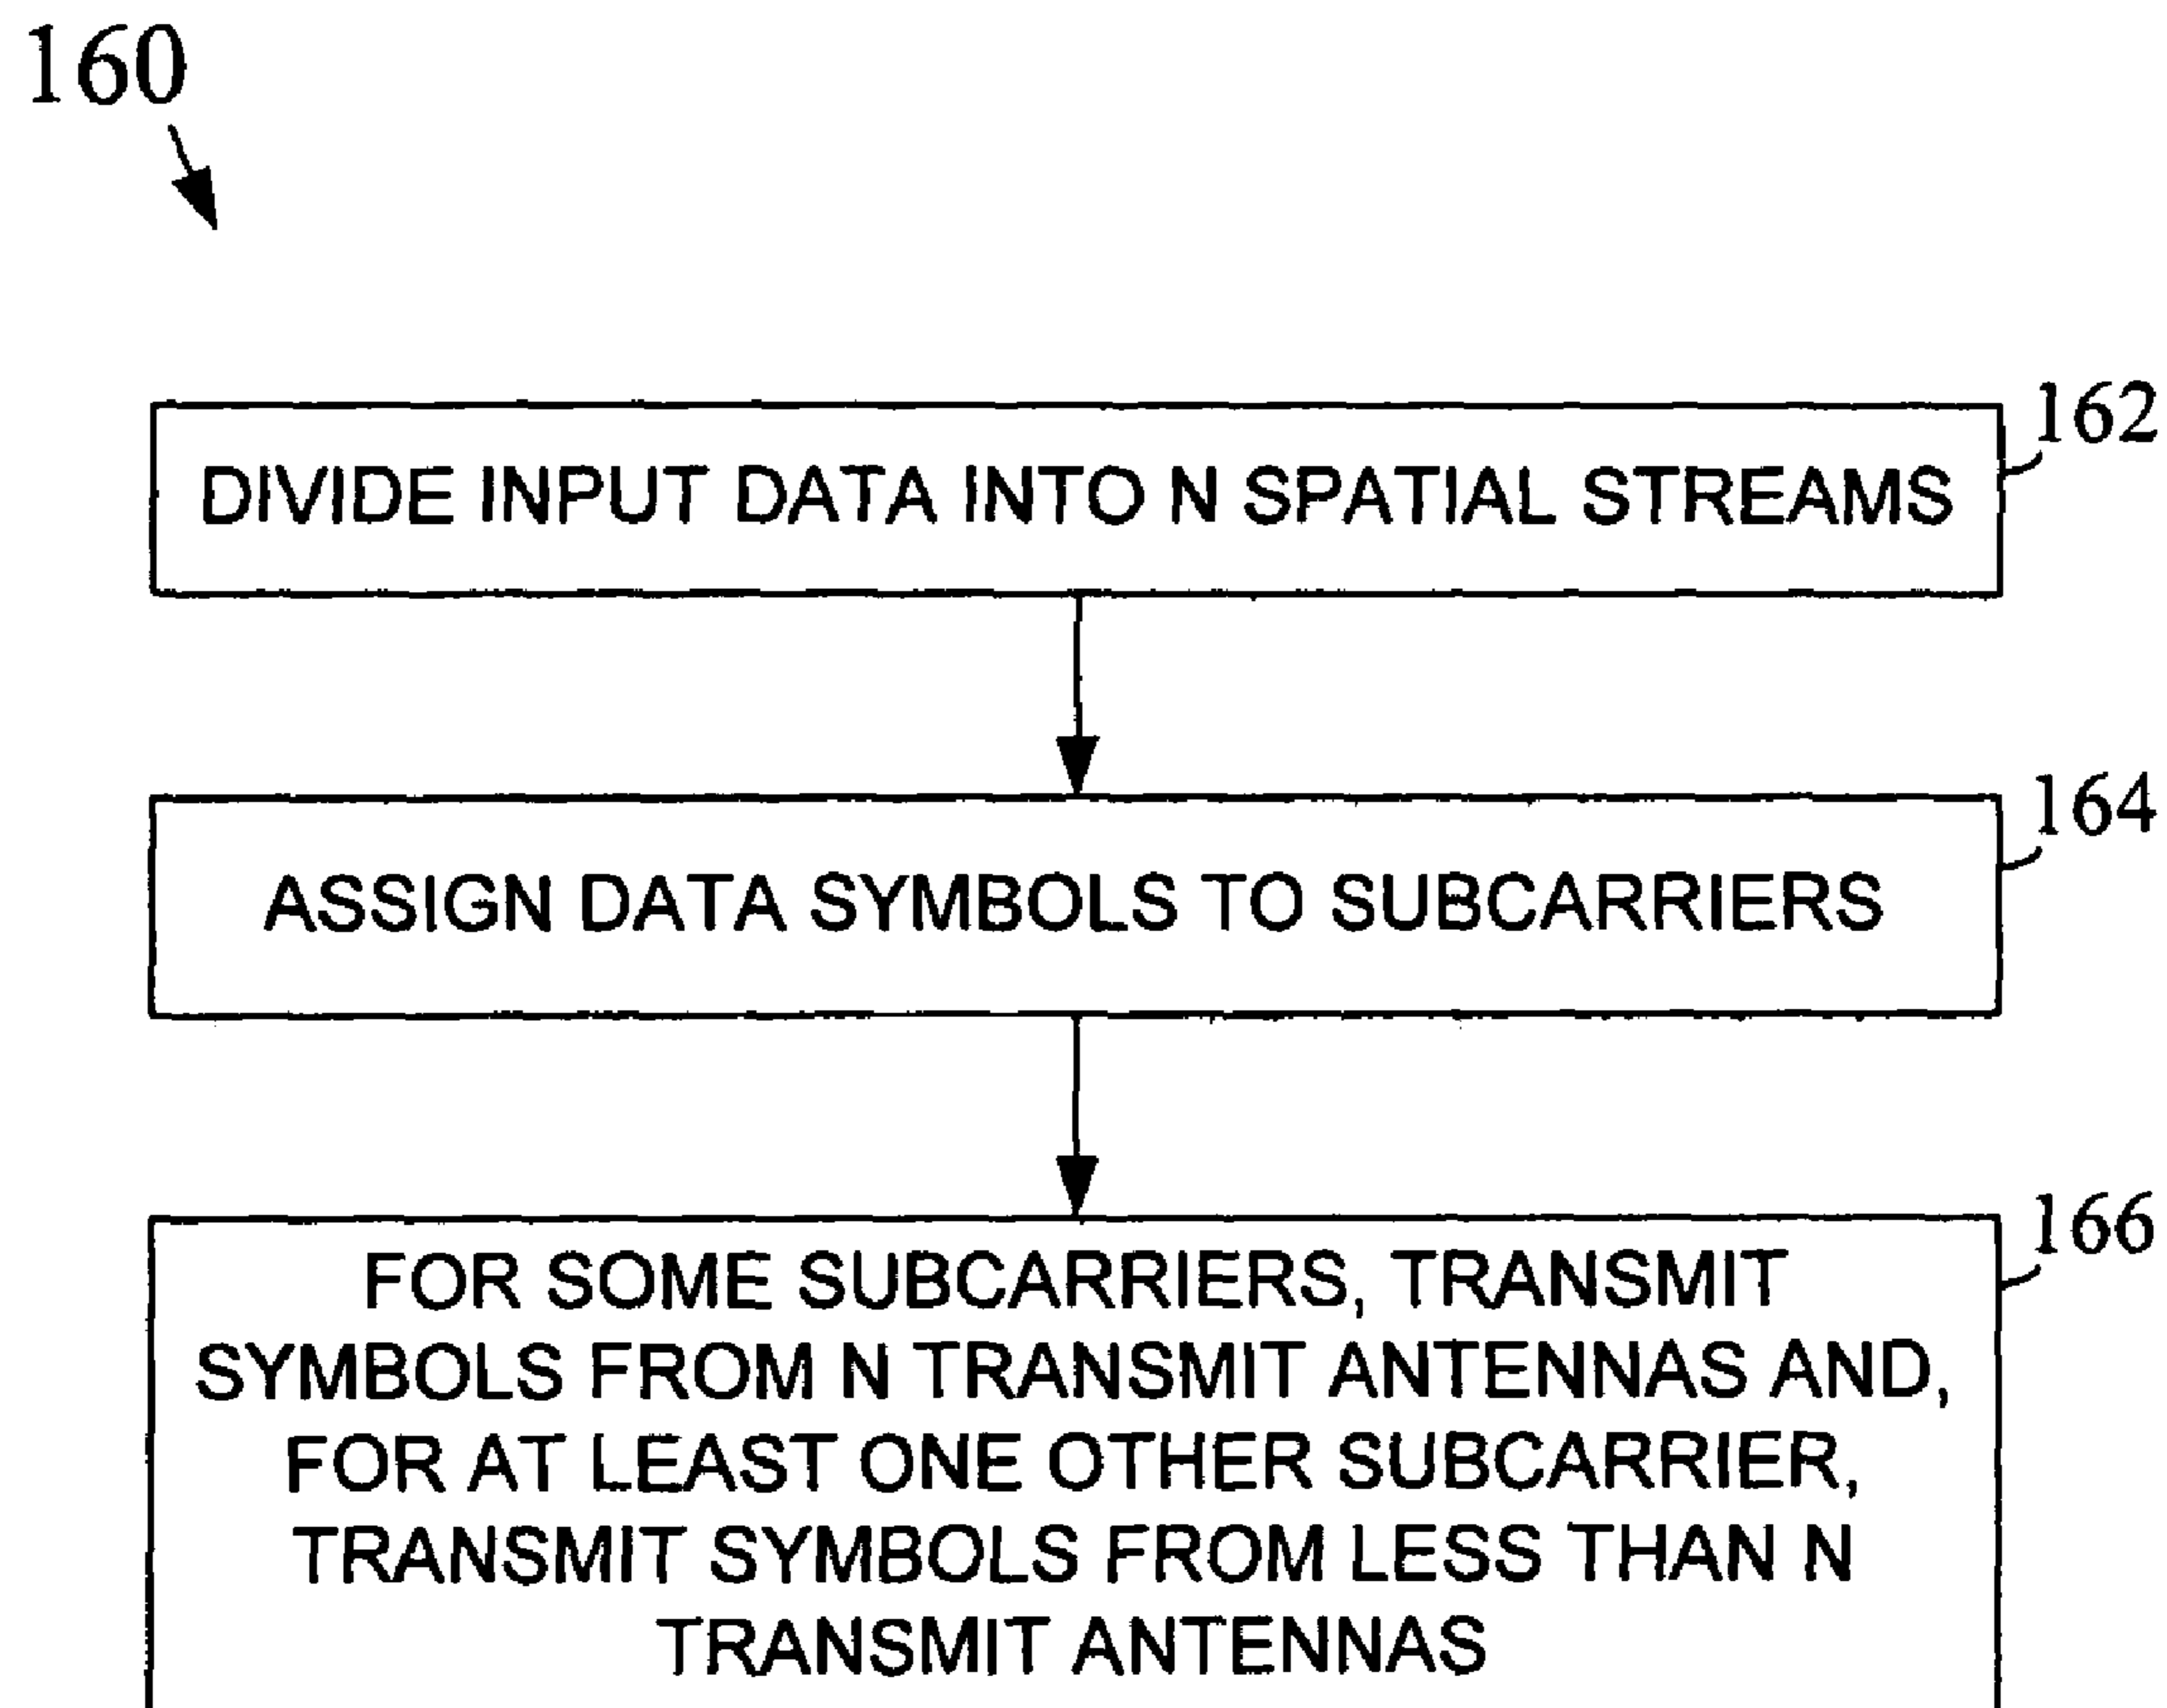 160
162
DIVIDE INPUT DATA INTO N SPATIAL STREAMS
164
ASSIGN DATA SYMBOLS TO SUBCARRIERS
166
FOR SOME SUBCARRIERS, TRANSMIT
SYMBOLS FROM N TRANSMIT ANTENNAS AND,
FOR AT LEAST ONE OTHER SUBCARRIER,
TRANSMIT SYMBOLS FROM LESS THAN N
TRANSMIT ANTENNAS